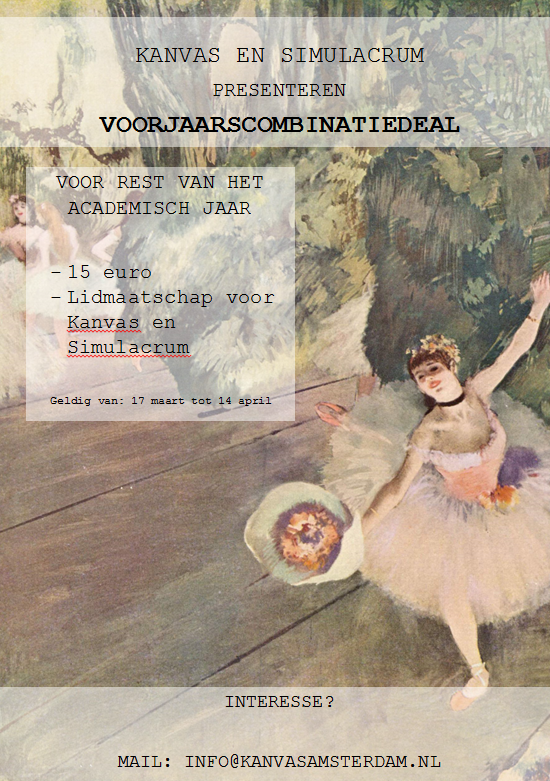 KANVAS EN SIMULACRUM
PRESENTEREN
VOORJAARSCOMBINATIEDEAL
VOOR REST VAN HET
ACADEMISCH JAAR
- 15 euro
- Lidmaatschap voor
Kanvas en
Simulacrum
Geldig van: 17 maart tot 14 april
INTERESSE?
MAIL: INFO@KANVASAMSTERDAM.NL